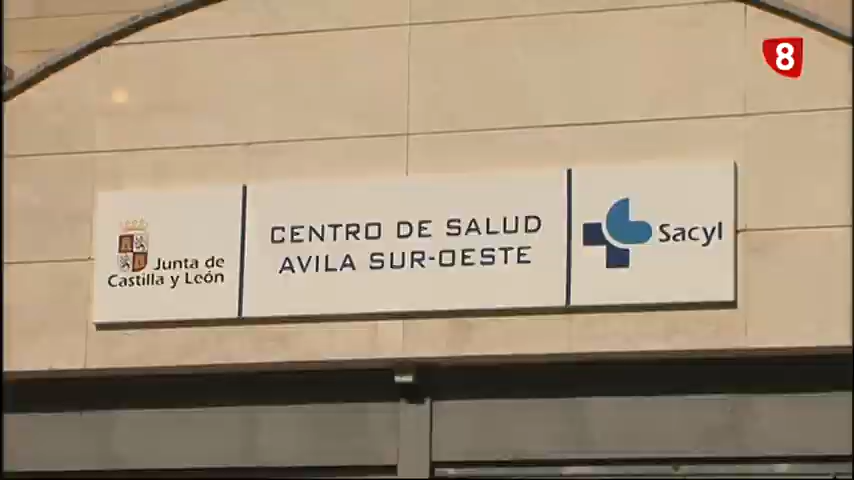 8
Junta de
Castilla y León
CENTRO DE SALUD
AVILA SUR-OESTE
Sacyl